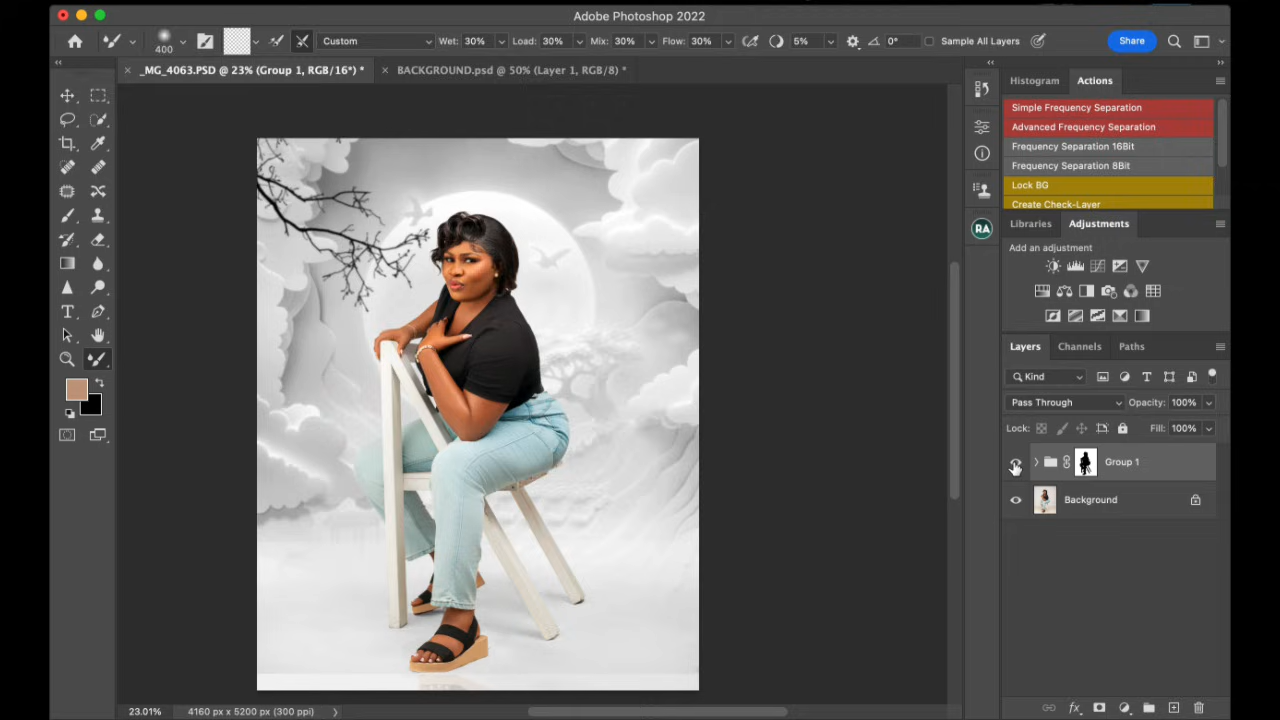 Adobe Photoshop 2022
400 Custom Wet: 30% Load: 30% Mix: 30% Flow: 30% 5% 0° Sample All Layers Share
_MG_4063.PSD @ 23% (Group 1, RGB/16*) * BACKGROUND.psd @ 50% (Layer 1, RGB/8) *
Histogram Actions
Simple Frequency Separation
Advanced Frequency Separation
Frequency Separation 16Bit
Frequency Separation 8Bit
Lock BG
Create Check-Layer
RA
Libraries Adjustments
Add an adjustment
Layers Channels Paths
Kind
Pass Through Opacity: 100%
Lock: Fill: 100%
Group 1
Background
23.01% 4160 px x 5200 px (300 ppi)